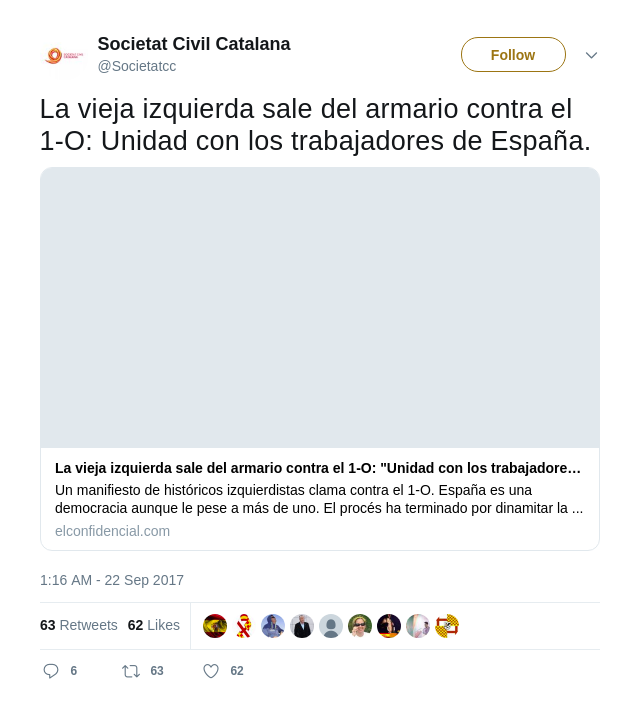 Societat Civil Catalana
@Societatcc
Follow
La vieja izquierda sale del armario contra el
1-O: Unidad con los trabajadores de España.
La vieja izquierda sale del armario contra el 1-O: "Unidad con los trabajadore…
Un manifiesto de históricos izquierdistas clama contra el 1-O. España es una
democracia aunque le pese a más de uno. El procés ha terminado por dinamitar la ...
elconfidencial.com
1:16 AM - 22 Sep 2017
63 Retweets 62 Likes
6 63 62